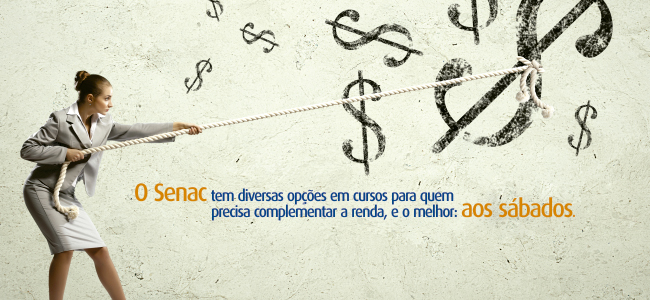 O Senac tem diversas opções em cursos para quem
precisa complementar a renda, e o melhor: aos sábados.